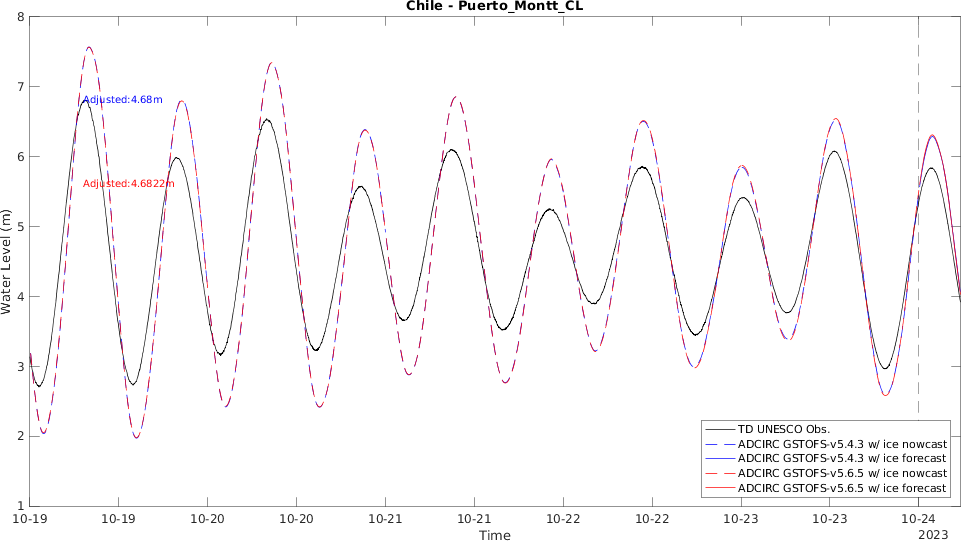 Chile - Puerto_Montt_CL
8
7
6
5
4
3
2
1
Water Level (m)
Adjusted:4.68m
Adjusted:4.6822m
TD UNESCO Obs.
ADCIRC GSTOFS-v5.4.3 w/ ice nowcast
ADCIRC GSTOFS-v5.4.3 w/ ice forecast
ADCIRC GSTOFS-v5.6.5 w/ ice nowcast
ADCIRC GSTOFS-v5.6.5 w/ ice forecast
10-19 10-19 10-20 10-20 10-21 10-21 10-22 10-22 10-23 10-23 10-24
Time
2023